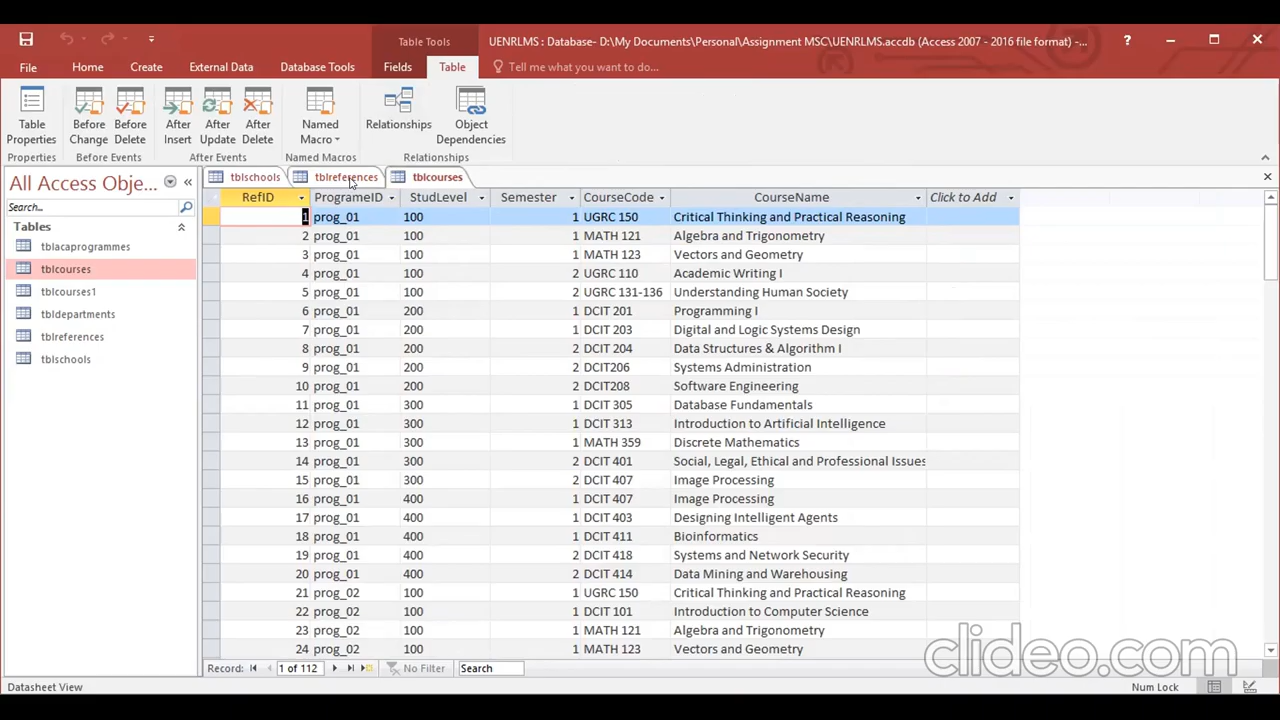 Table Tools
UENRLMS : Database- D:\My Documents\Personal\Assignment MSC\UENRLMS.accdb (Access 2007 - 2016 file format) -...
File Home Create External Data Database Tools Fields Table Tell me what you want to do...
Table Properties
Before Change
Before Delete
After Insert
After Update
After Delete
Named Macro
Relationships
Object Dependencies
Properties Before Events After Events Named Macros Relationships
All Access Obje...
Search...
Tables
tblacaprogrammes
tblcourses
tblcourses1
tbldepartments
tblreferences
tblschools
tblschools tblreferences tblcourses
RefID ProgrameID StudLevel Semester CourseCode CourseName Click to Add
1 prog_01 100 1 UGRC 150 Critical Thinking and Practical Reasoning
2 prog_01 100 1 MATH 121 Algebra and Trigonometry
3 prog_01 100 1 MATH 123 Vectors and Geometry
4 prog_01 100 2 UGRC 110 Academic Writing I
5 prog_01 100 2 UGRC 131-136 Understanding Human Society
6 prog_01 200 1 DCIT 201 Programming I
7 prog_01 200 1 DCIT 203 Digital and Logic Systems Design
8 prog_01 200 2 DCIT 204 Data Structures & Algorithm I
9 prog_01 200 2 DCIT206 Systems Administration
10 prog_01 200 2 DCIT208 Software Engineering
11 prog_01 300 1 DCIT 305 Database Fundamentals
12 prog_01 300 1 DCIT 313 Introduction to Artificial Intelligence
13 prog_01 300 1 MATH 359 Discrete Mathematics
14 prog_01 300 2 DCIT 401 Social, Legal, Ethical and Professional Issues
15 prog_01 300 2 DCIT 407 Image Processing
16 prog_01 400 1 DCIT 407 Image Processing
17 prog_01 400 1 DCIT 403 Designing Intelligent Agents
18 prog_01 400 1 DCIT 411 Bioinformatics
19 prog_01 400 2 DCIT 418 Systems and Network Security
20 prog_01 400 2 DCIT 414 Data Mining and Warehousing
21 prog_02 100 1 UGRC 150 Critical Thinking and Practical Reasoning
22 prog_02 100 1 DCIT 101 Introduction to Computer Science
23 prog_02 100 1 MATH 121 Algebra and Trigonometry
24 prog_02 100 1 MATH 123 Vectors and Geometry
Record: 1 of 112 No Filter Search
clideo.com
Datasheet View Num Lock